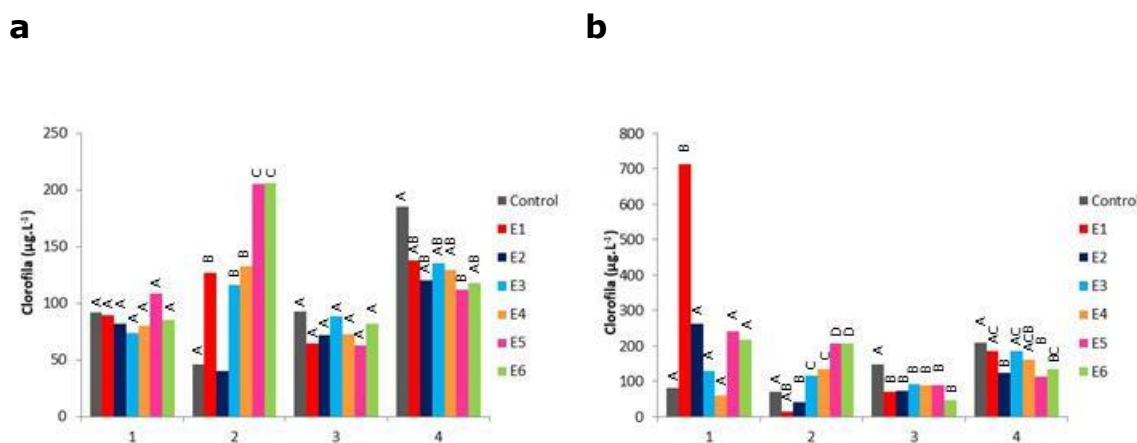 a
b
Clorofila (µg.L⁻¹)
250
200
150
100
50
0
A A A A A A A
A B B B C C
A A A A A A A
A AB AB AB AB B AB
1 2 3 4
Control
E1
E2
E3
E4
E5
E6
Clorofila (µg.L⁻¹)
800
700
600
500
400
300
200
100
0
A B A A A A A
A AB B C C D D
A B B B B B B
A AC B AC ACB B BC
1 2 3 4
Control
E1
E2
E3
E4
E5
E6